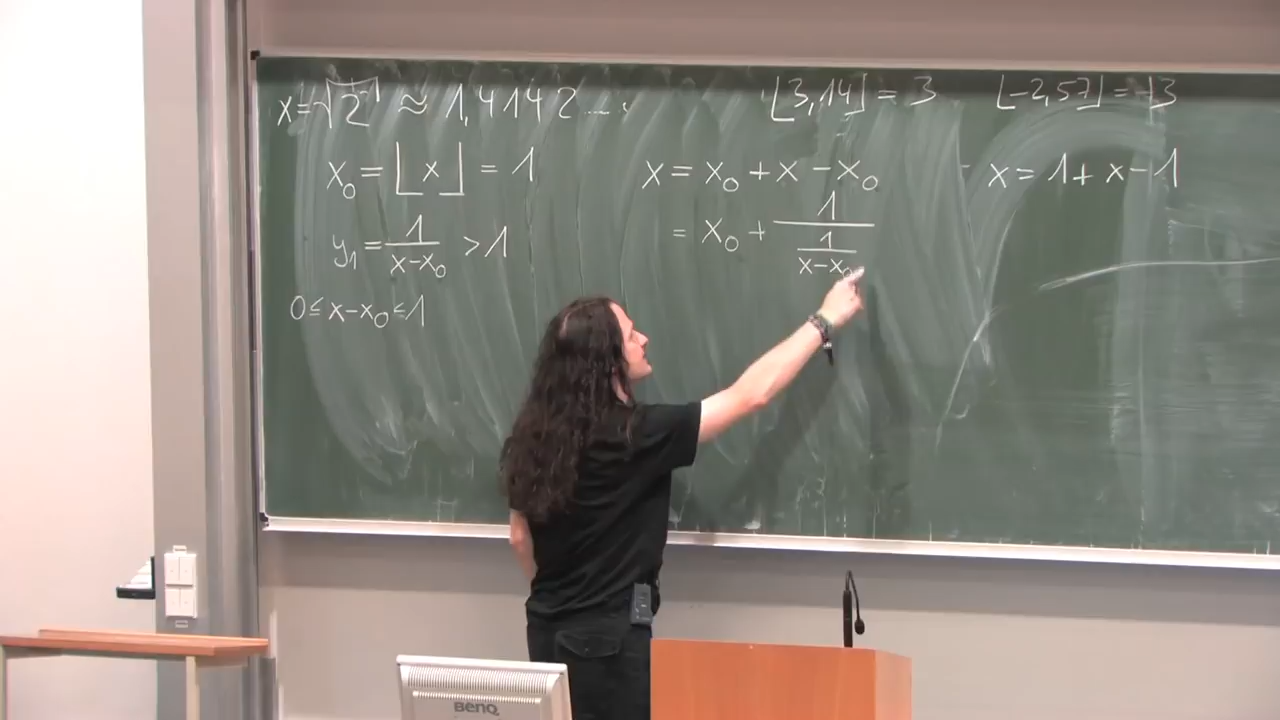 x=√2 ≈ 1,4142....
x₀ = ⌊x⌋ = 1
y₁ = 1/(x-x₀) > 1
0 ≤ x-x₀ ≤ 1
⌊3,14⌋ = 3
x = x₀ + x - x₀
= x₀ + 1/(1/(x-x₀))
⌊-2,57⌋ = -3
x = 1 + x - 1
BenQ